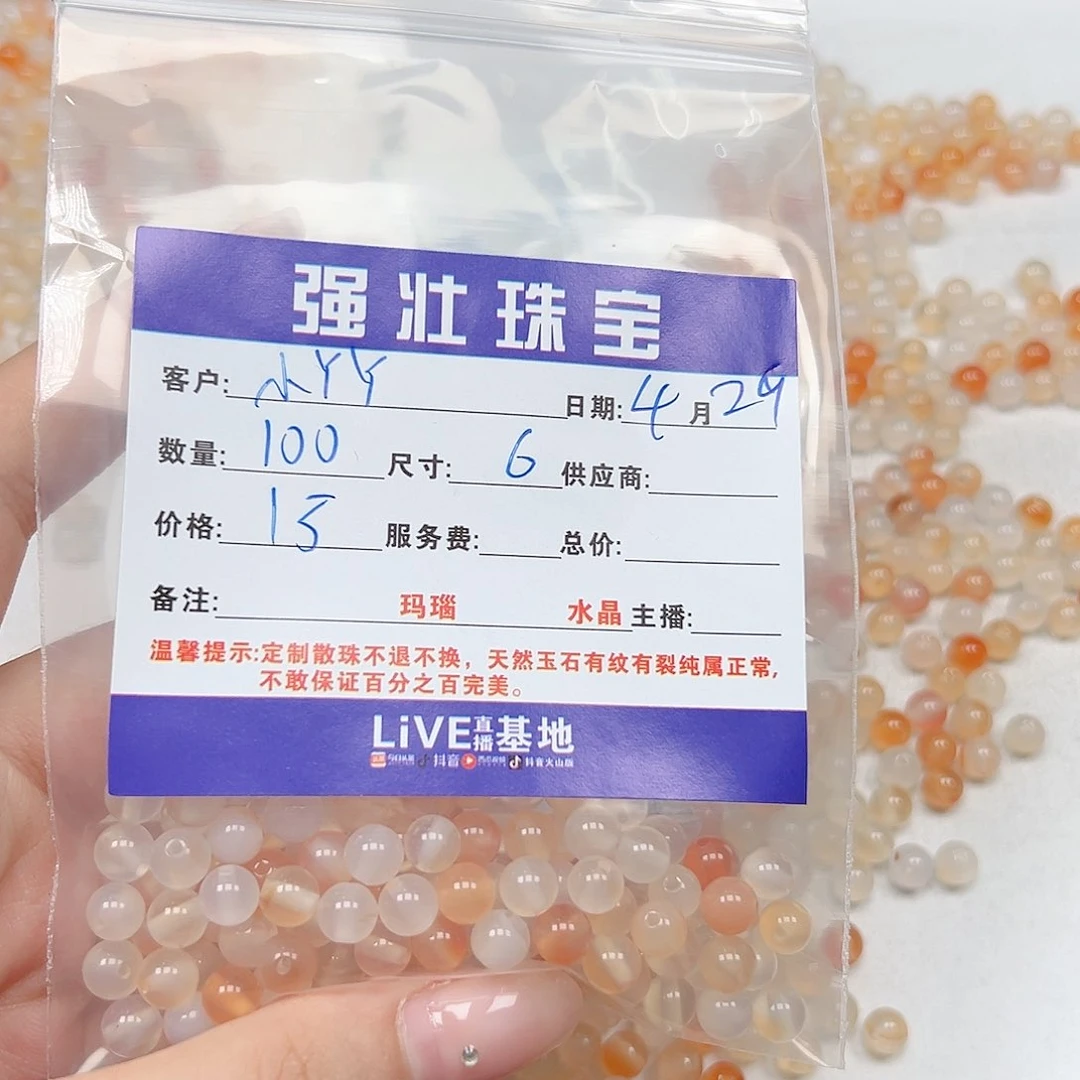 强壮珠宝
客户: 小丫丫 日期: 4月29
数量: 100 尺寸: 6 供应商:
价格: 15 服务费: 总价:
备注: 玛瑙 水晶 主播:
温馨提示:定制散珠不退不换，天然玉石有纹有裂纯属正常,
不敢保证百分之百完美。
LiVE直播基地
抖音 抖音火山版